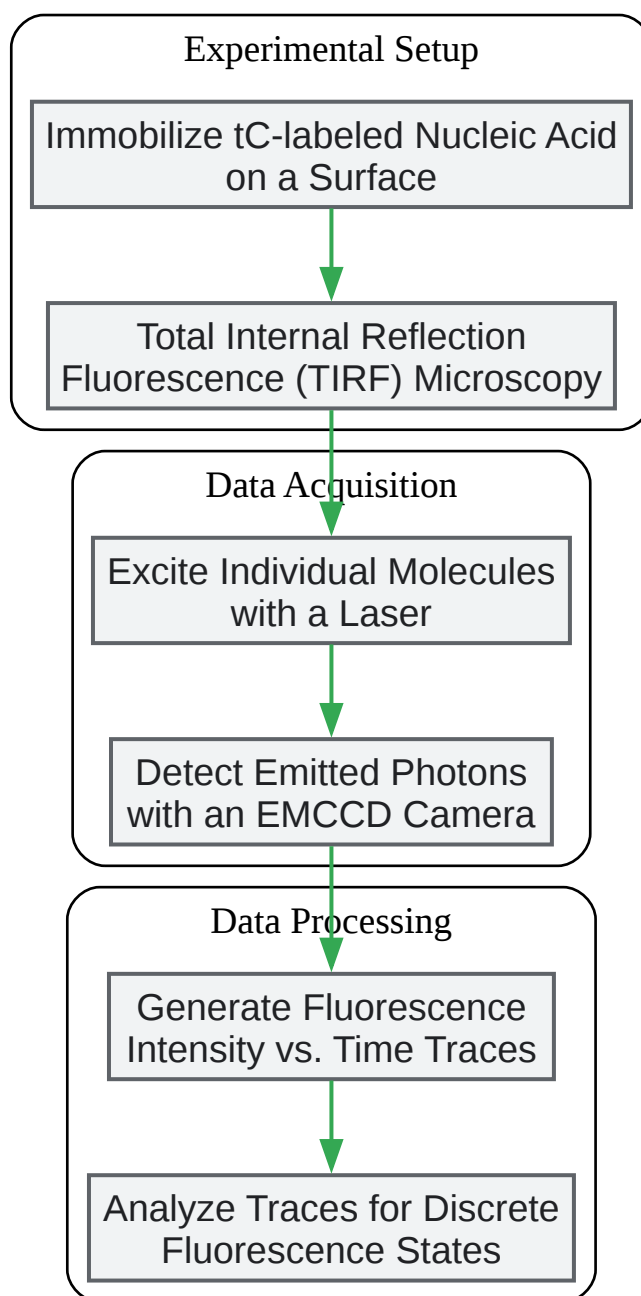 Experimental Setup
Immobilize tC-labeled Nucleic Acid
on a Surface
Total Internal Reflection
Fluorescence (TIRF) Microscopy
Data Acquisition
Excite Individual Molecules
with a Laser
Detect Emitted Photons
with an EMCCD Camera
Data Processing
Generate Fluorescence
Intensity vs. Time Traces
Analyze Traces for Discrete
Fluorescence States